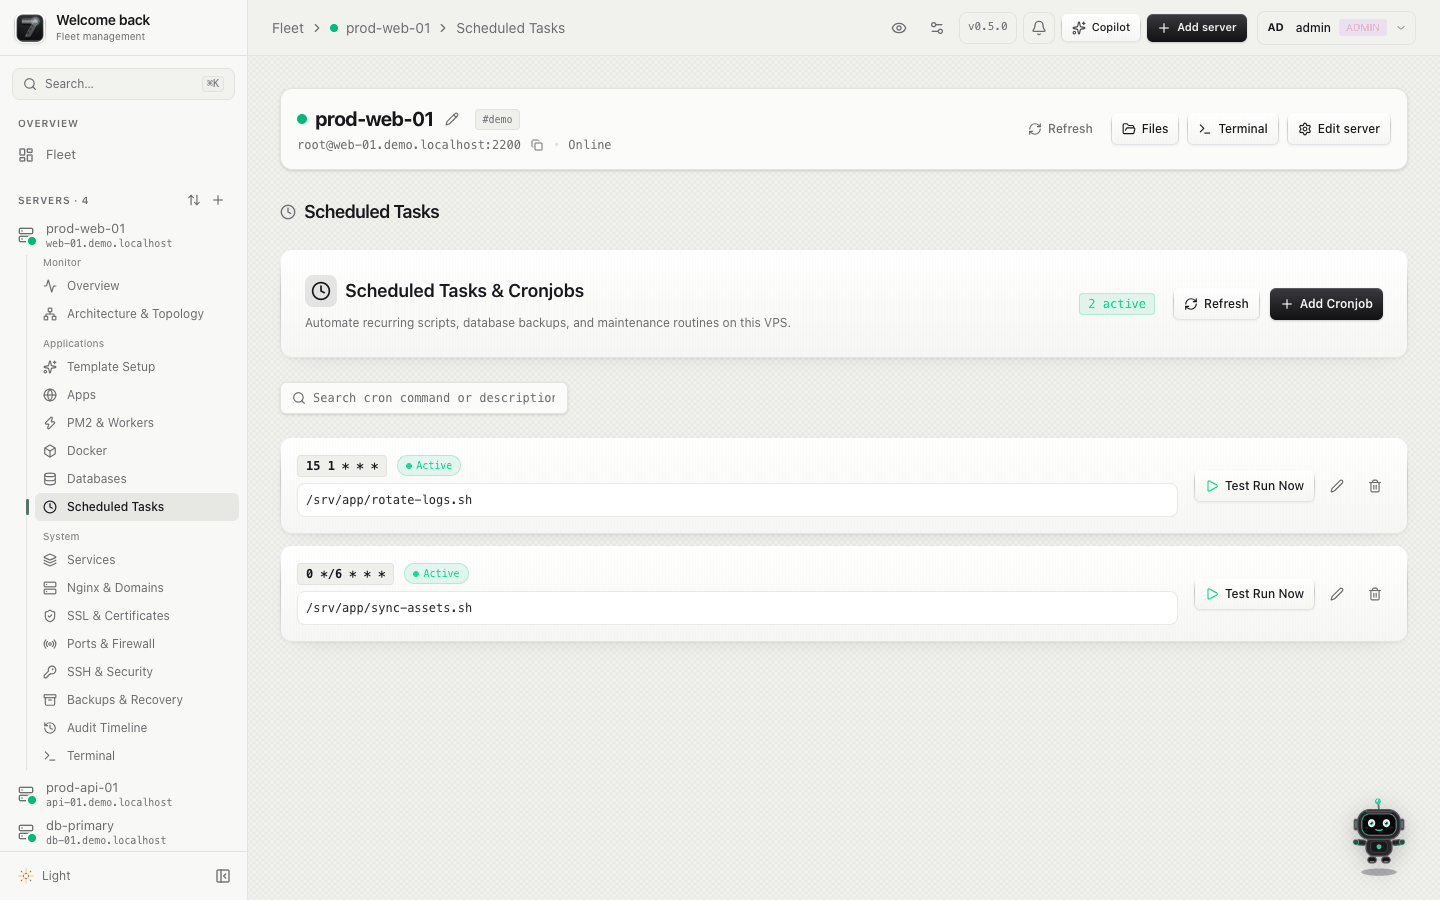 Welcome back
Fleet management
Search...
⌘K
OVERVIEW
Fleet
SERVERS · 4
prod-web-01
web-01.demo.localhost
Monitor
Overview
Architecture & Topology
Applications
Template Setup
Apps
PM2 & Workers
Docker
Databases
Scheduled Tasks
System
Services
Nginx & Domains
SSL & Certificates
Ports & Firewall
SSH & Security
Backups & Recovery
Audit Timeline
Terminal
prod-api-01
api-01.demo.localhost
db-primary
db-01.demo.localhost
Light
Fleet > prod-web-01 > Scheduled Tasks
v0.5.0
Copilot
+ Add server
AD admin ADMIN
prod-web-01 #demo
root@web-01.demo.localhost:2200 • Online
Refresh
Files
Terminal
Edit server
Scheduled Tasks
Scheduled Tasks & Cronjobs
Automate recurring scripts, database backups, and maintenance routines on this VPS.
2 active
Refresh
+ Add Cronjob
Search cron command or description
15 1 * * * Active
/srv/app/rotate-logs.sh
Test Run Now
0 */6 * * * Active
/srv/app/sync-assets.sh
Test Run Now